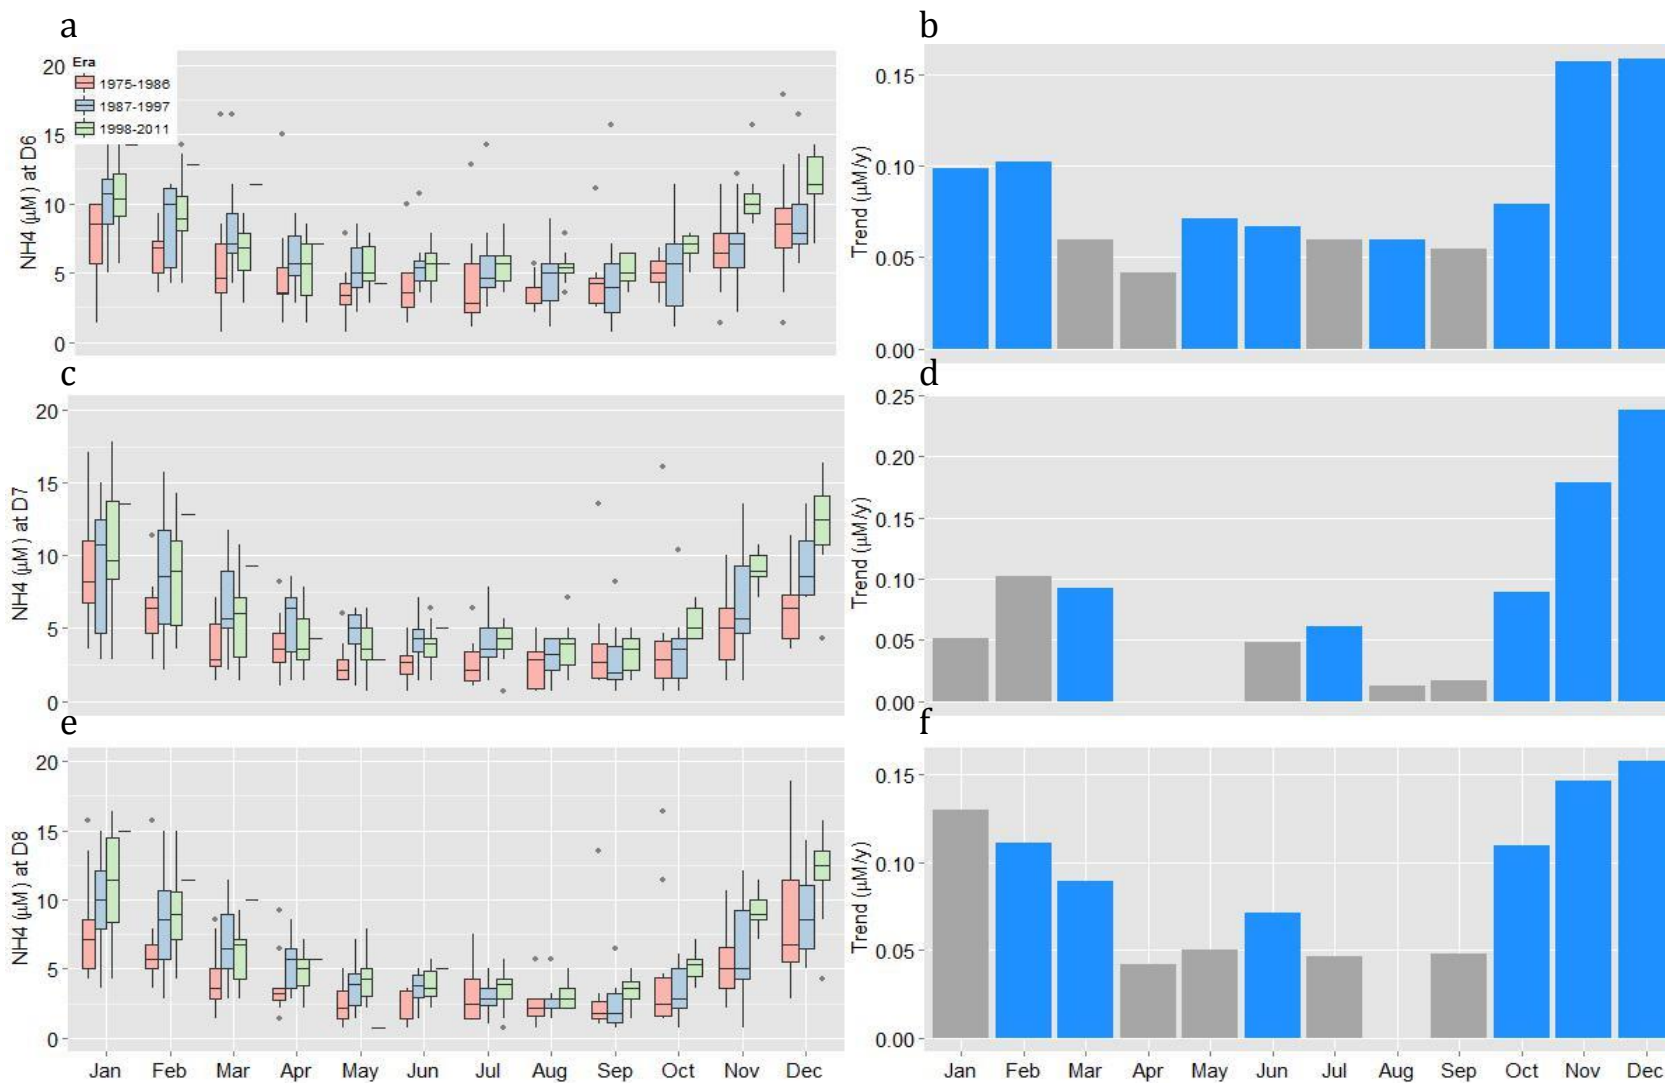 a
Era
1975-1986
1987-1997
1998-2011
20
15
10
5
0
NH4 (μM) at D6
b
0.15
0.10
0.05
0.00
Trend (μM/y)
c
20
15
10
5
0
NH4 (μM) at D7
d
0.25
0.20
0.15
0.10
0.05
0.00
Trend (μM/y)
e
20
15
10
5
0
NH4 (μM) at D8
Jan Feb Mar Apr May Jun Jul Aug Sep Oct Nov Dec
f
0.15
0.10
0.05
0.00
Trend (μM/y)
Jan Feb Mar Apr May Jun Jul Aug Sep Oct Nov Dec